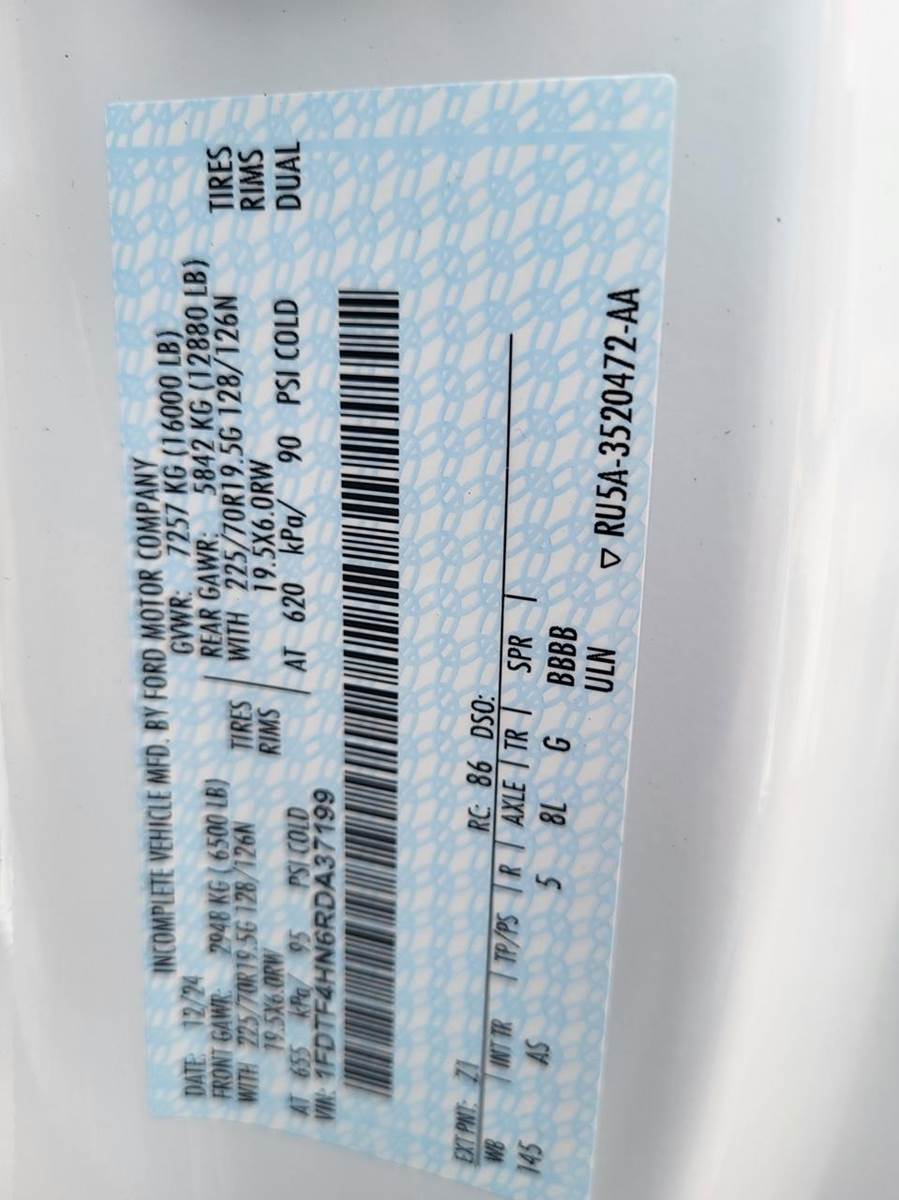 INCOMPLETE VEHICLE MFD. BY FORD MOTOR COMPANY
DATE: 12/24 GVWR: 7257 KG (16000 LB)
FRONT GAWR: 2948 KG (6500 LB) REAR GAWR: 5842 KG (12880 LB)
WITH 225/70R19.5G 128/126N TIRES WITH 225/70R19.5G 128/126N TIRES
19.5X6.0RW RIMS 19.5X6.0RW RIMS
AT 655 kPa/ 95 PSI COLD AT 620 kPa/ 90 PSI COLD DUAL
VIN: 1FDTF4HN6RDA37199
EXT PNT: Z1 RC: 86 DSO:
WB | INT TR | TP/PS | R | AXLE | TR | SPR |
145 AS 5 8L G BBBB
ULN
▽ RU5A-3520472-AA